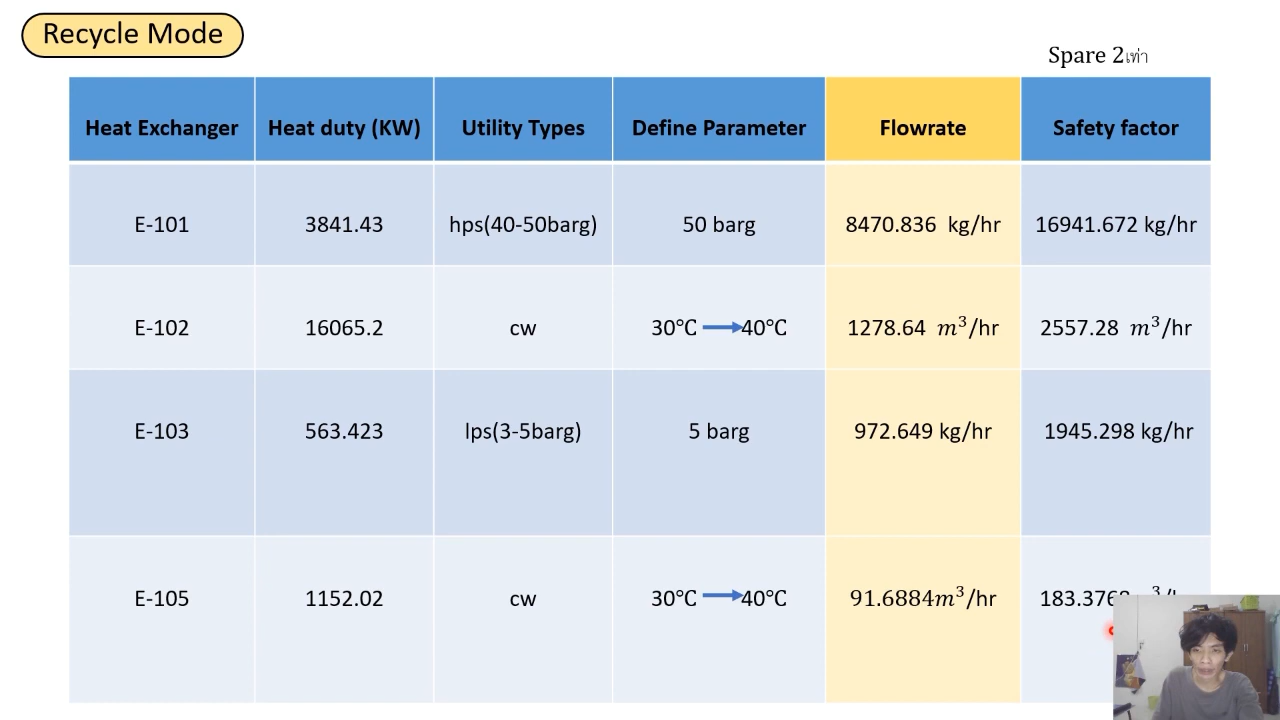 Recycle Mode
Spare 2เท่า
Heat Exchanger Heat duty (KW) Utility Types Define Parameter Flowrate Safety factor
E-101 3841.43 hps(40-50barg) 50 barg 8470.836 kg/hr 16941.672 kg/hr
E-102 16065.2 cw 30℃ 40℃ 1278.64 m³/hr 2557.28 m³/hr
E-103 563.423 lps(3-5barg) 5 barg 972.649 kg/hr 1945.298 kg/hr
E-105 1152.02 cw 30℃ 40℃ 91.6884m³/hr